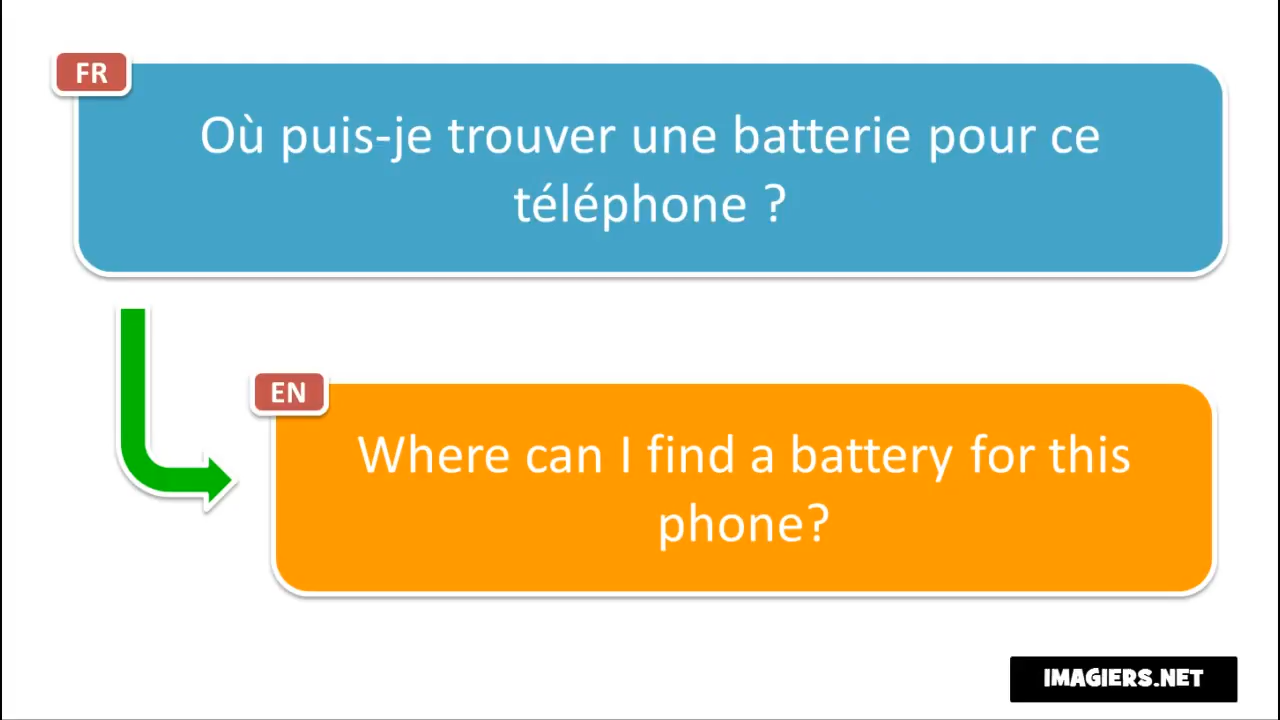 FR
Où puis-je trouver une batterie pour ce
téléphone ?
EN
Where can I find a battery for this
phone?
IMAGIERS.NET